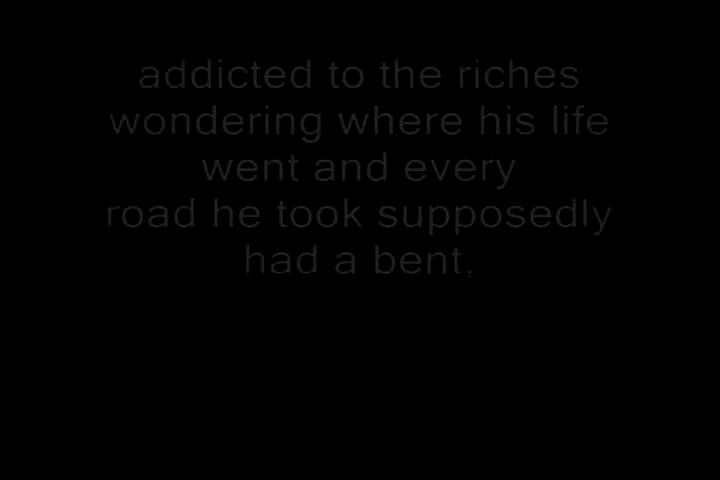 addicted to the riches
wondering where his life
went and every
road he took supposedly
had a bent,